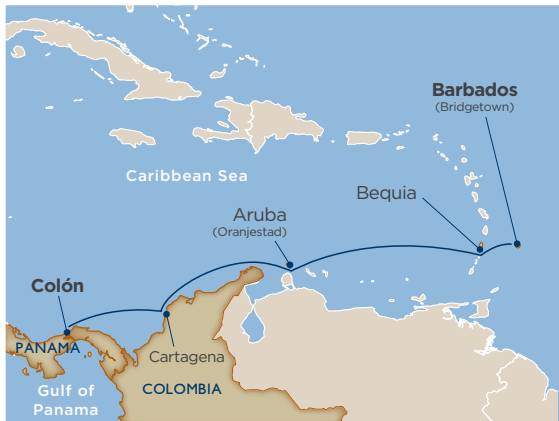 Barbados
(Bridgetown)
Caribbean Sea
Bequia
Aruba
(Oranjestad)
Colón
PANAMA
Cartagena
Gulf of
Panama
COLOMBIA